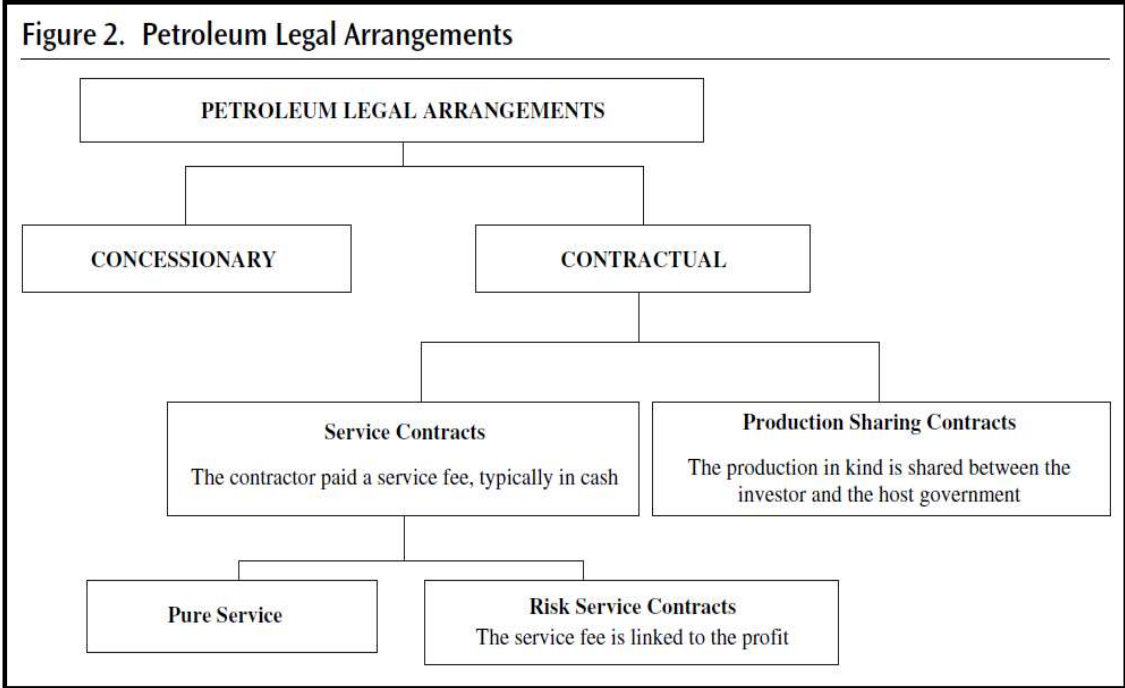 Figure 2. Petroleum Legal Arrangements
PETROLEUM LEGAL ARRANGEMENTS
CONCESSIONARY
CONTRACTUAL
Service Contracts
The contractor paid a service fee, typically in cash
Production Sharing Contracts
The production in kind is shared between the
investor and the host government
Pure Service
Risk Service Contracts
The service fee is linked to the profit